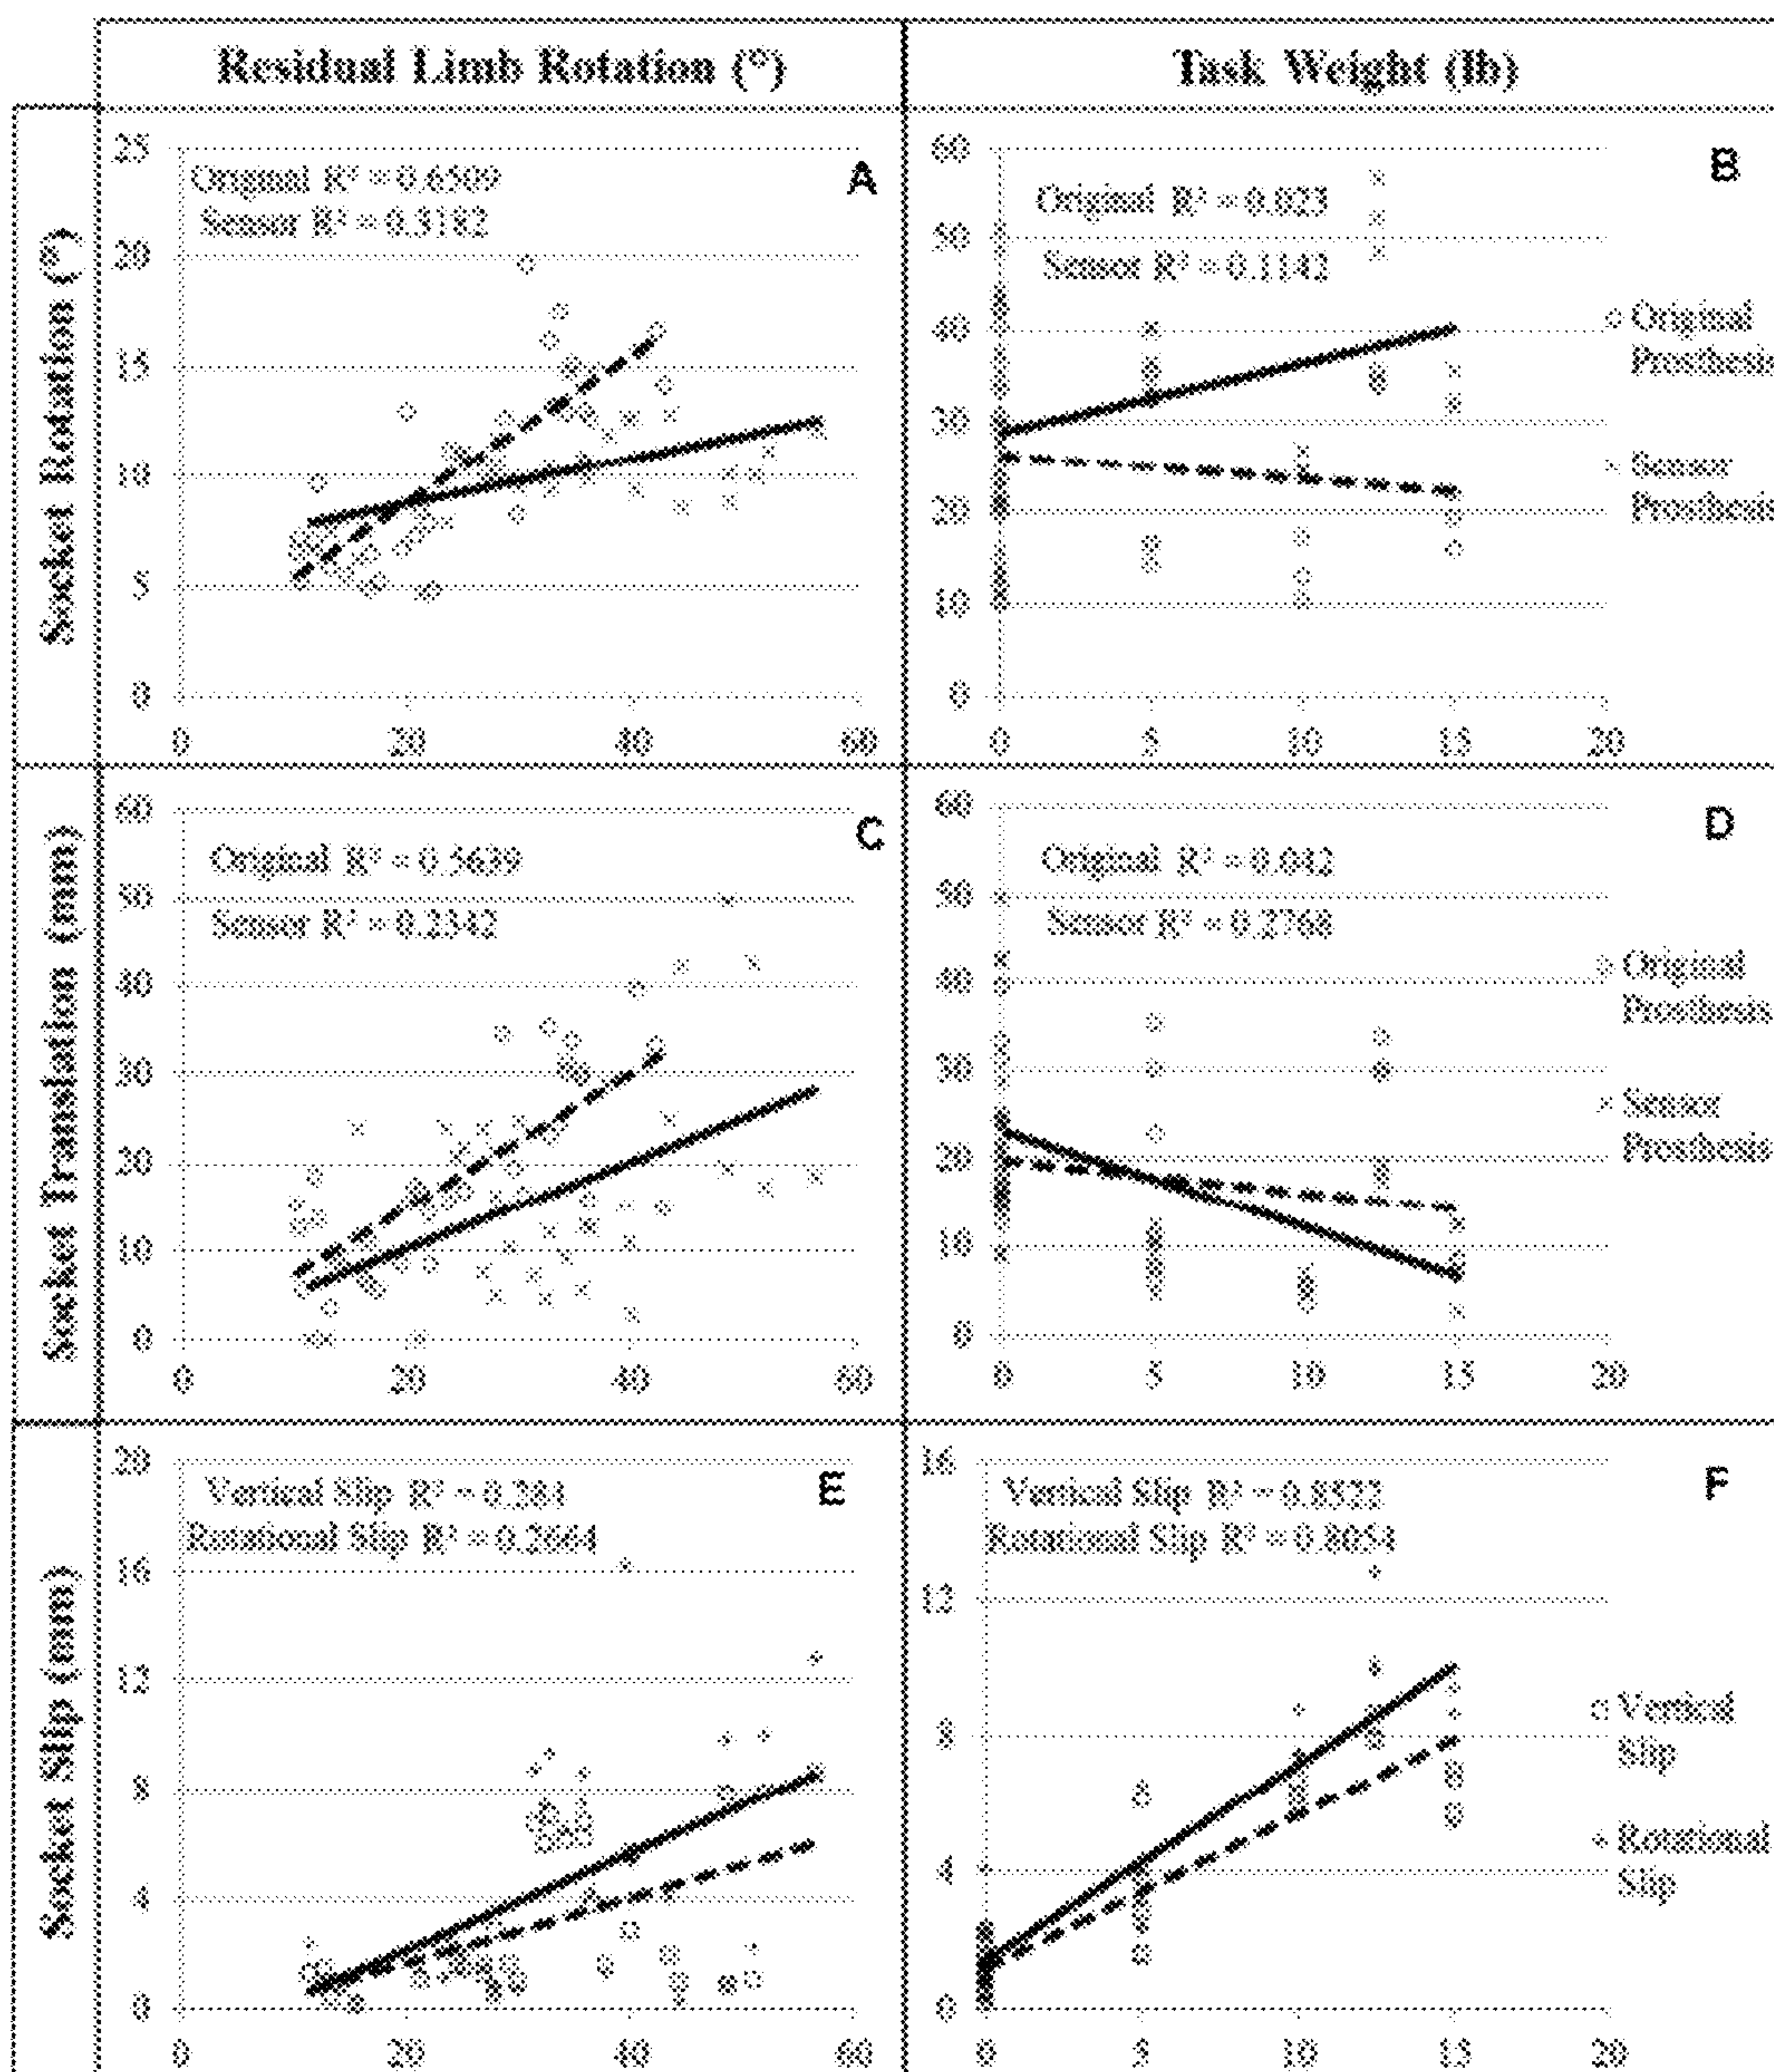 Residual Limb Rotation (°)
Task Weight (lb)
Socket Rotation (°)
25
20
15
10
5
0
0
20
40
60
Original R² = 0.6509
Sensor R² = 0.3182
A
60
50
40
30
20
10
0
0
5
10
15
20
Original R² = 0.023
Sensor R² = 0.1142
B
Original
Prosthesis
Sensor
Prosthesis
Socket Translation (mm)
60
50
40
30
20
10
0
0
20
40
60
Original R² = 0.5639
Sensor R² = 0.2342
C
60
50
40
30
20
10
0
0
5
10
15
20
Original R² = 0.042
Sensor R² = 0.2768
D
Original
Prosthesis
Sensor
Prosthesis
Socket Slip (mm)
20
16
12
8
4
0
0
20
40
60
Vertical Slip R² = 0.284
Rotational Slip R² = 0.2664
E
16
12
8
4
0
0
5
10
15
20
Vertical Slip R² = 0.8522
Rotational Slip R² = 0.8054
F
Vertical
Slip
Rotational
Slip